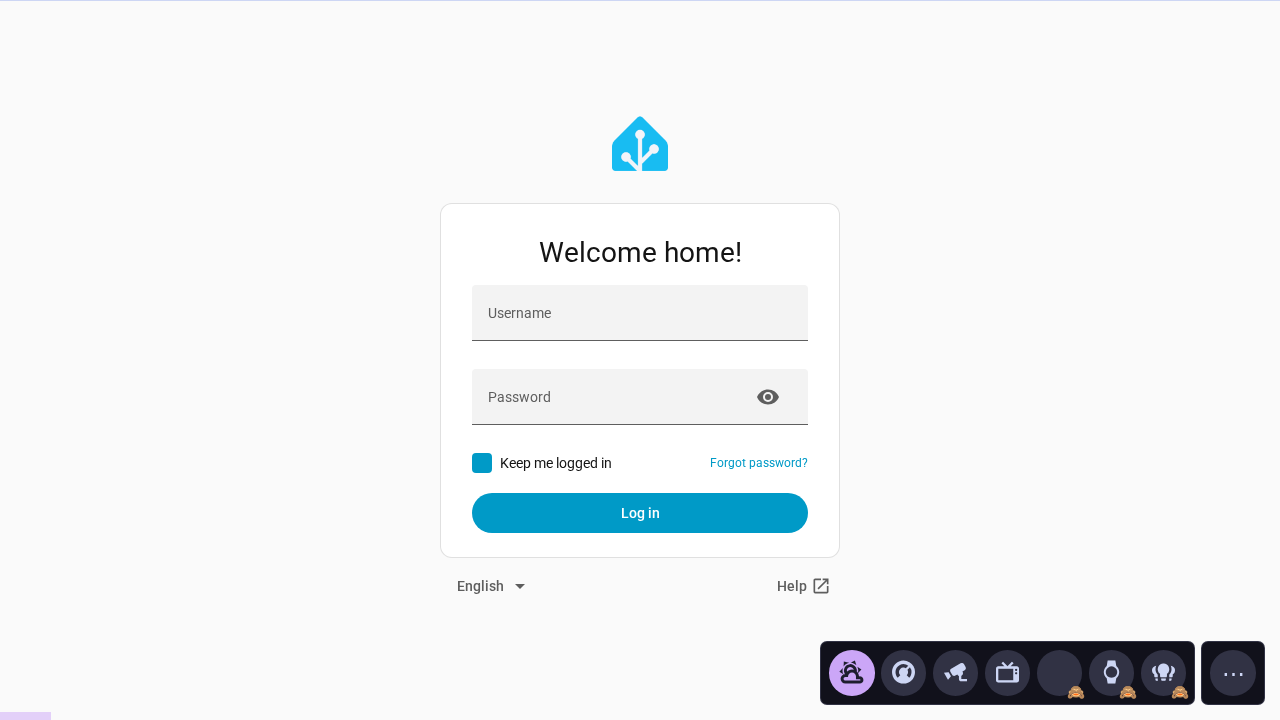 Welcome home!
Username
Password
Keep me logged in
Forgot password?
Log in
English
Help